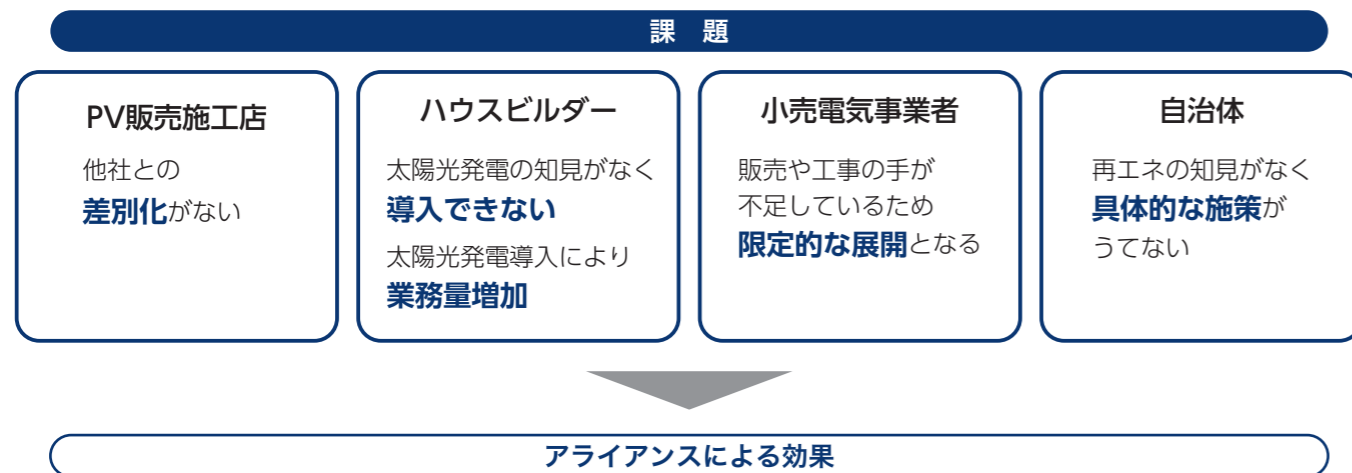 課 題
PV販売施工店
他社との
差別化がない
ハウスビルダー
太陽光発電の知見がなく
導入できない
太陽光発電導入により
業務量増加
小売電気事業者
販売や工事の手が
不足しているため
限定的な展開となる
自治体
再エネの知見がなく
具体的な施策が
うてない
アライアンスによる効果